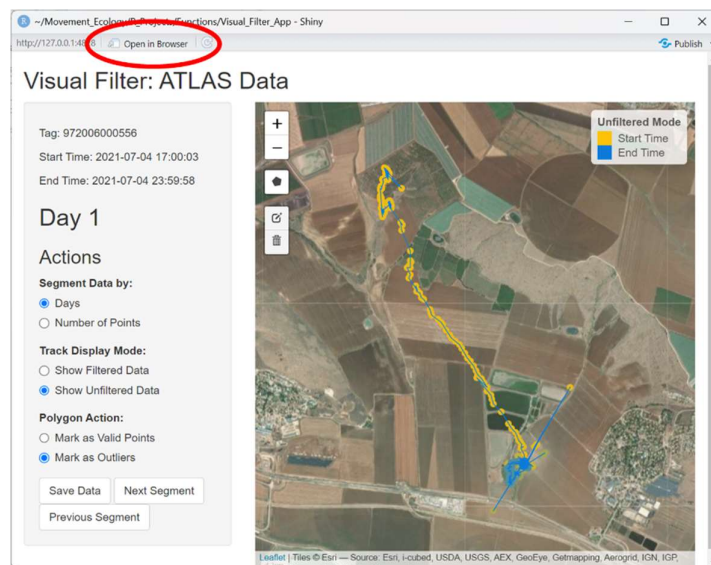 ~/Movement_Ecology/R_Projects/Functions/Visual_Filter_App - Shiny
Open in Browser
Publish
Visual Filter: ATLAS Data
Tag: 972006000556
Start Time: 2021-07-04 17:00:03
End Time: 2021-07-04 23:59:58
Day 1
Actions
Segment Data by:
Days
Number of Points
Track Display Mode:
Show Filtered Data
Show Unfiltered Data
Polygon Action:
Mark as Valid Points
Mark as Outliers
Save Data
Next Segment
Previous Segment
+
−
Unfiltered Mode
Start Time
End Time
Leaflet | Tiles © Esri — Source: Esri, i-cubed, USDA, USGS, AEX, GeoEye, Getmapping, Aerogrid, IGN, IGP,